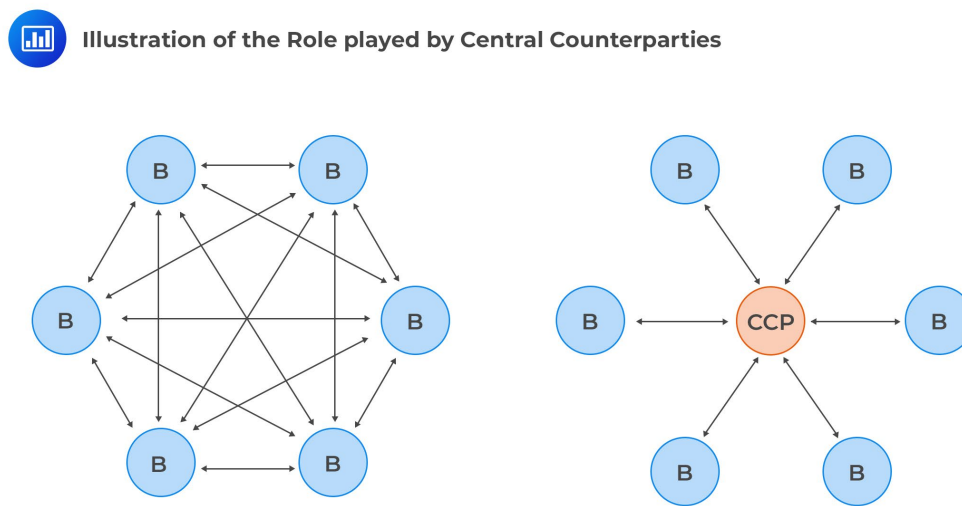 Illustration of the Role played by Central Counterparties
B B
B B
B B
B B
B CCP B
B B